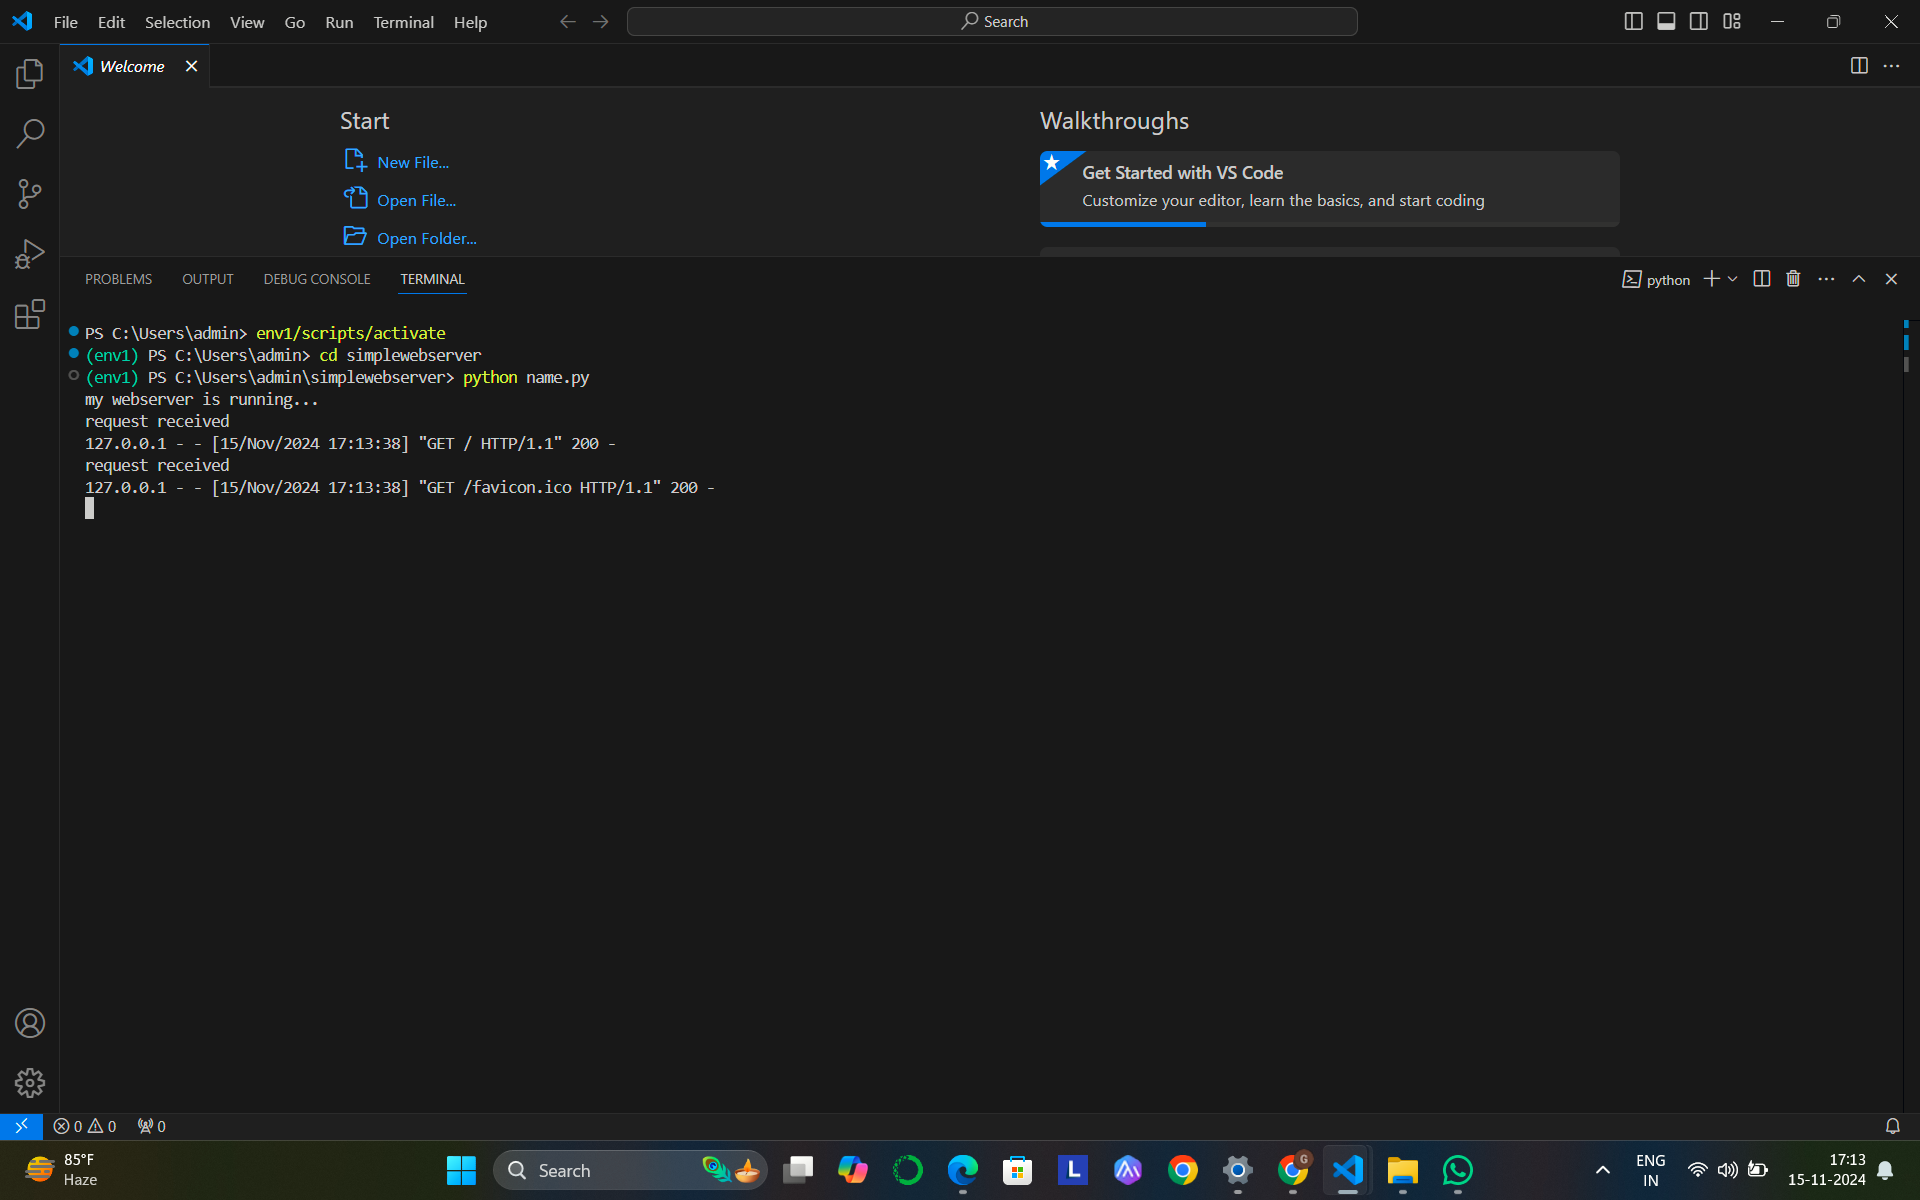 File Edit Selection View Go Run Terminal Help
Search
Welcome
Start
New File...
Open File...
Open Folder...
Walkthroughs
Get Started with VS Code
Customize your editor, learn the basics, and start coding
PROBLEMS OUTPUT DEBUG CONSOLE TERMINAL
python
PS C:\Users\admin> env1/scripts/activate
(env1) PS C:\Users\admin> cd simplewebserver
(env1) PS C:\Users\admin\simplewebserver> python name.py
my webserver is running...
request received
127.0.0.1 - - [15/Nov/2024 17:13:38] "GET / HTTP/1.1" 200 -
request received
127.0.0.1 - - [15/Nov/2024 17:13:38] "GET /favicon.ico HTTP/1.1" 200 -
0 0 0
85°F
Haze
Search
L
G
ENG
IN
17:13
15-11-2024